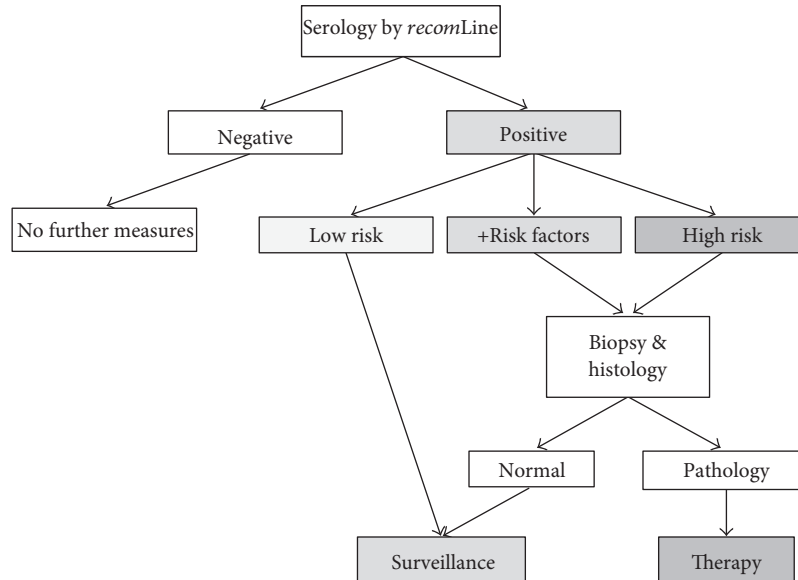 Serology by recomLine
Negative
Positive
No further measures
Low risk
+Risk factors
High risk
Biopsy &
histology
Normal
Pathology
Surveillance
Therapy